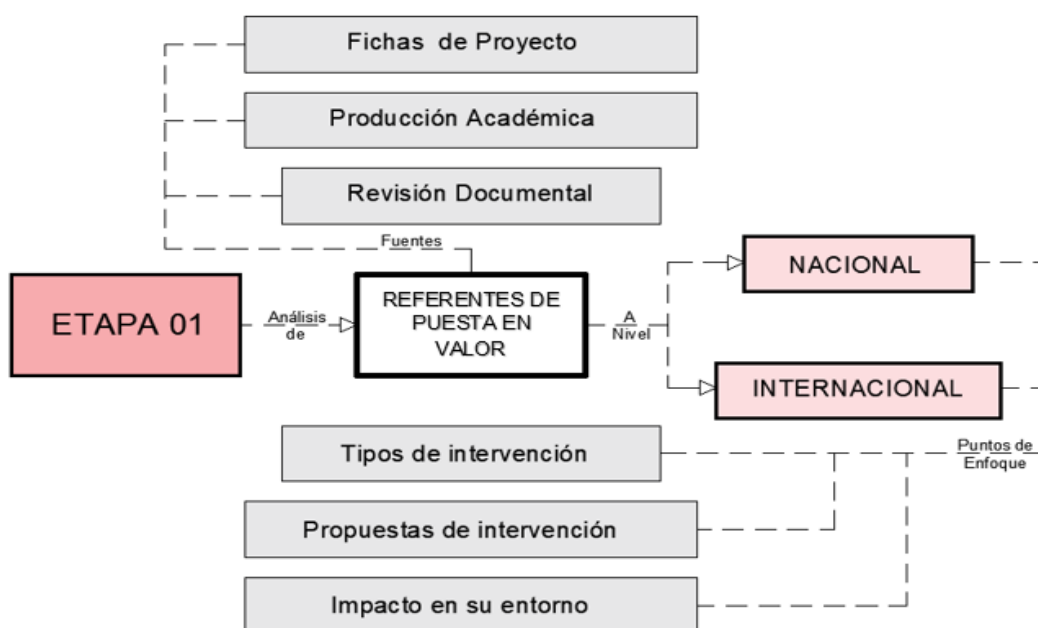 Fichas de Proyecto
Producción Académica
Revisión Documental
Fuentes
ETAPA 01
Análisis
de
REFERENTES DE
PUESTA EN
VALOR
A
Nivel
NACIONAL
INTERNACIONAL
Tipos de intervención
Puntos de
Enfoque
Propuestas de intervención
Impacto en su entorno